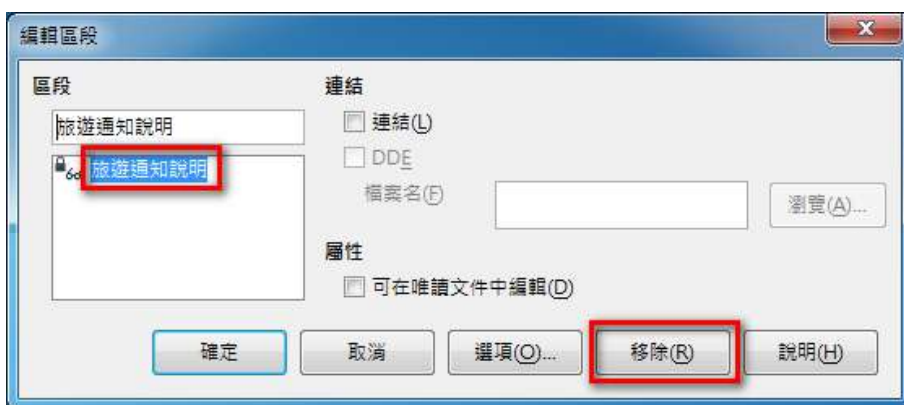 編輯區段
區段
旅遊通知說明
旅遊通知說明
連結
連結(L)
DDE
檔案名(F)
瀏覽(A)...
屬性
可在唯讀文件中編輯(D)
確定
取消
選項(O)...
移除(R)
說明(H)